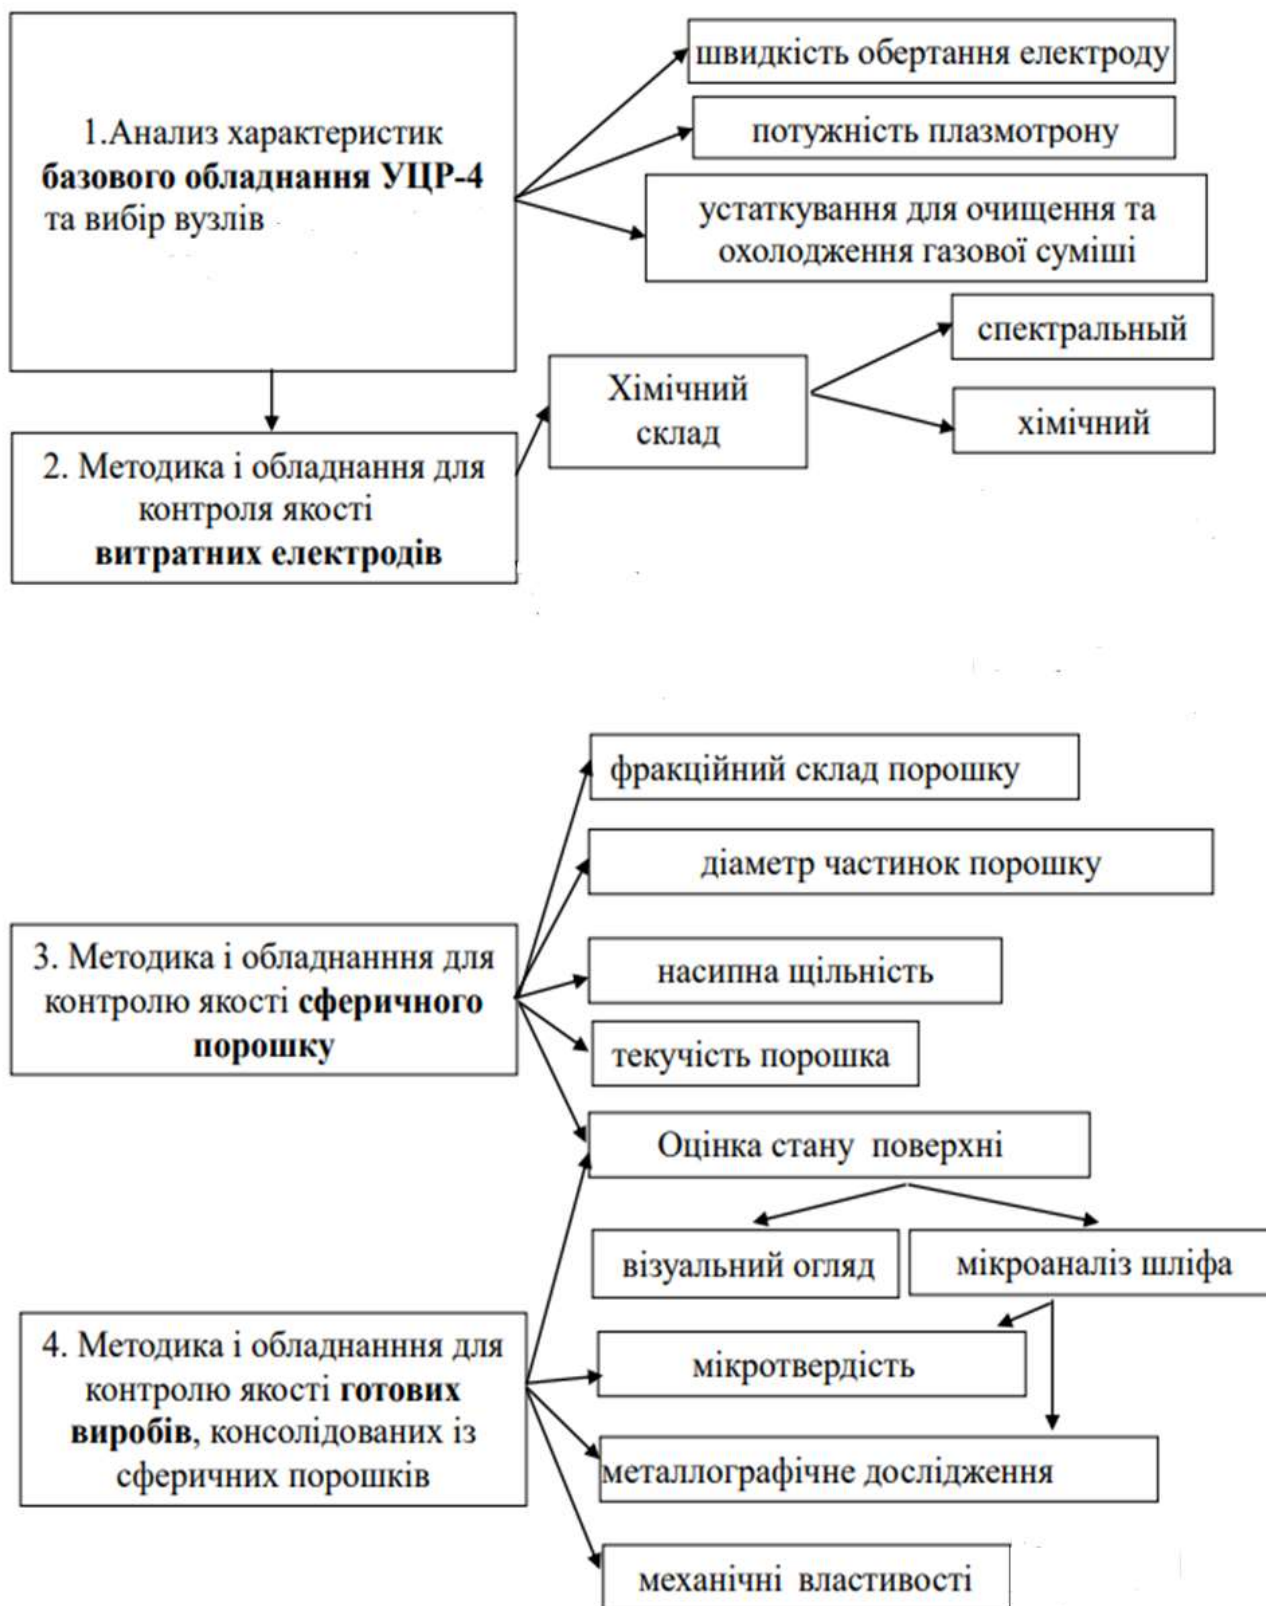 1.Анализ характеристик
базового обладнання УЦР-4
та вибір вузлів
швидкість обертання електроду
потужність плазмотрону
устаткування для очищення та
охолодження газової суміші
2. Методика і обладнання для
контроля якості
витратних електродів
Хімічний
склад
спектральный
хімічний
3. Методика і обладнанння для
контролю якості сферичного
порошку
фракційний склад порошку
діаметр частинок порошку
насипна щільність
текучість порошка
Оцінка стану поверхні
візуальний огляд
мікроаналіз шліфа
4. Методика і обладнанння для
контролю якості готових
виробів, консолідованих із
сферичних порошків
мікротвердість
металлографічне дослідження
механічні властивості